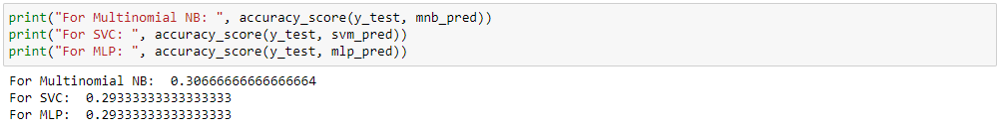 print("For Multinomial NB: ", accuracy_score(y_test, mnb_pred))
print("For SVC: ", accuracy_score(y_test, svm_pred))
print("For MLP: ", accuracy_score(y_test, mlp_pred))
For Multinomial NB:  0.30666666666666664
For SVC:  0.29333333333333333
For MLP:  0.29333333333333333